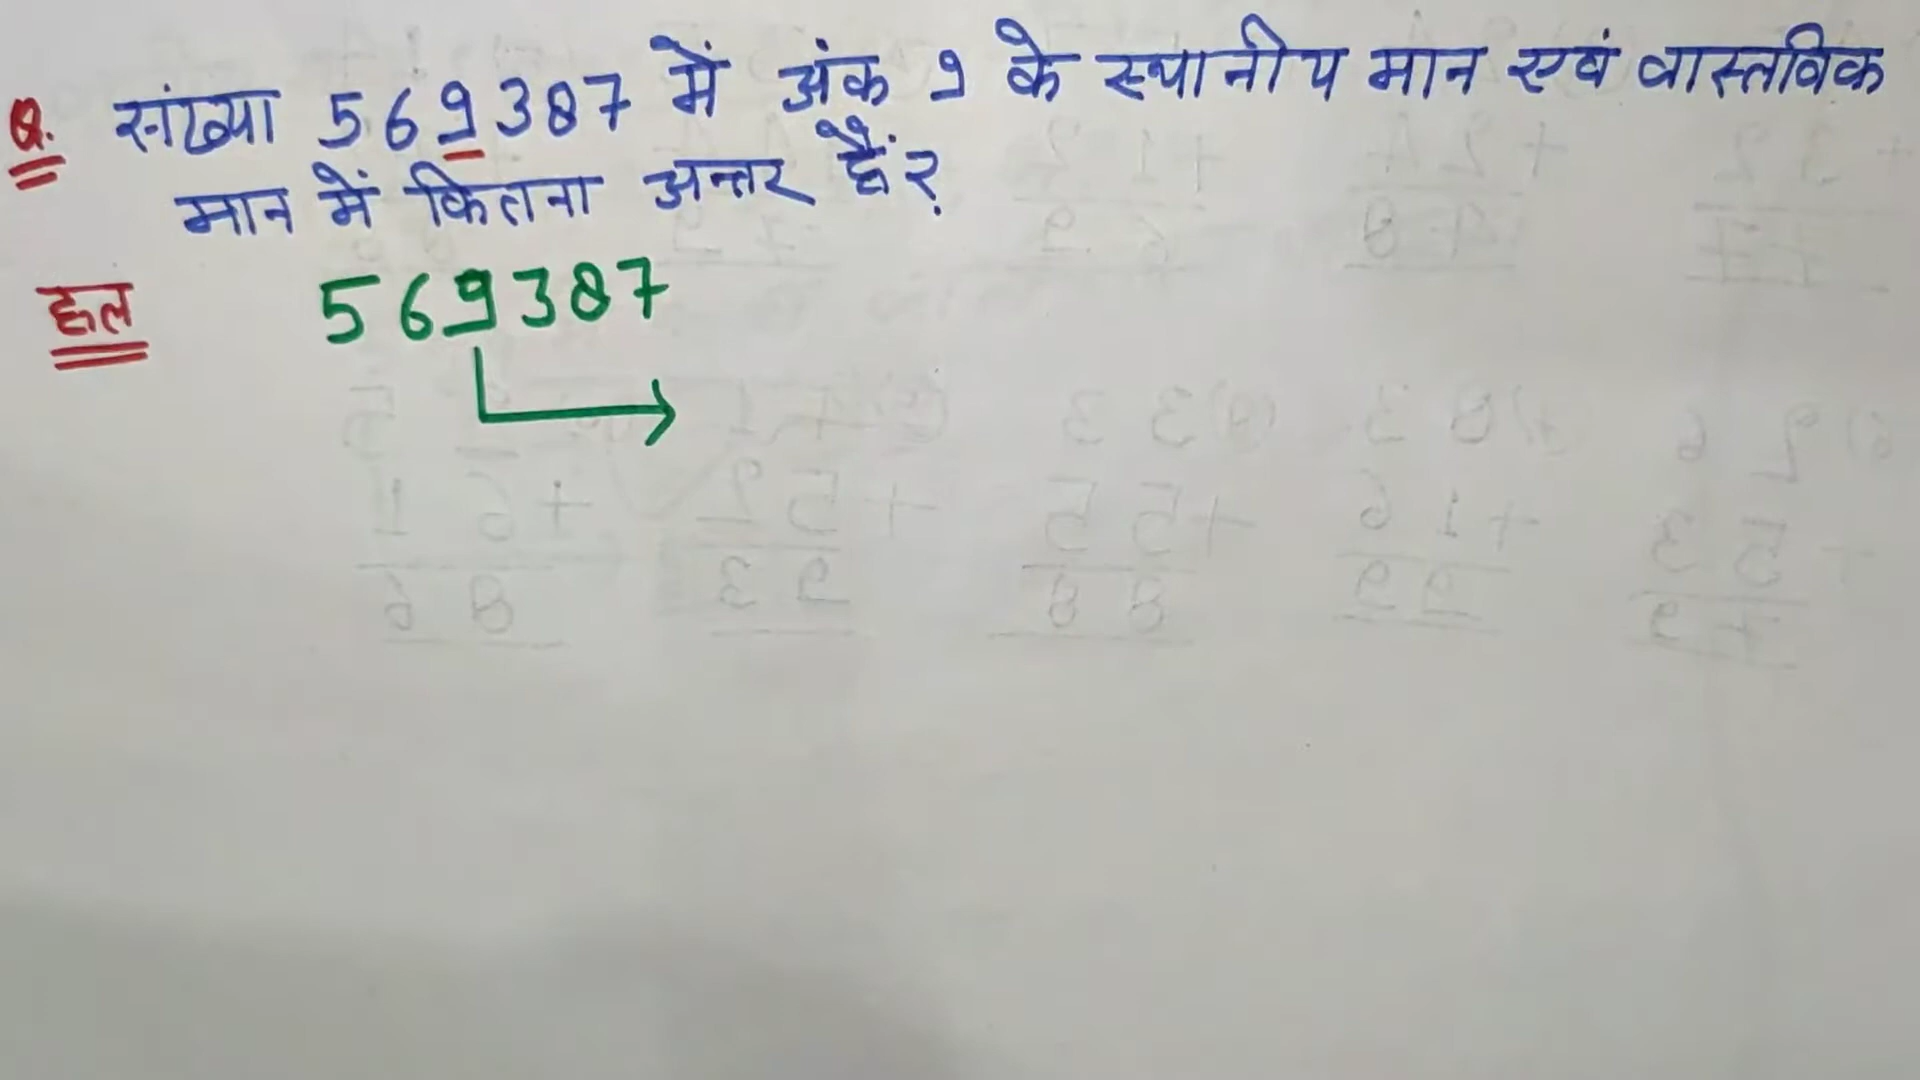 Q. संख्या 569387 में अंक 9 के स्थानीय मान एवं वास्तविक
मान में कितना अन्तर हैं?
हल 569387